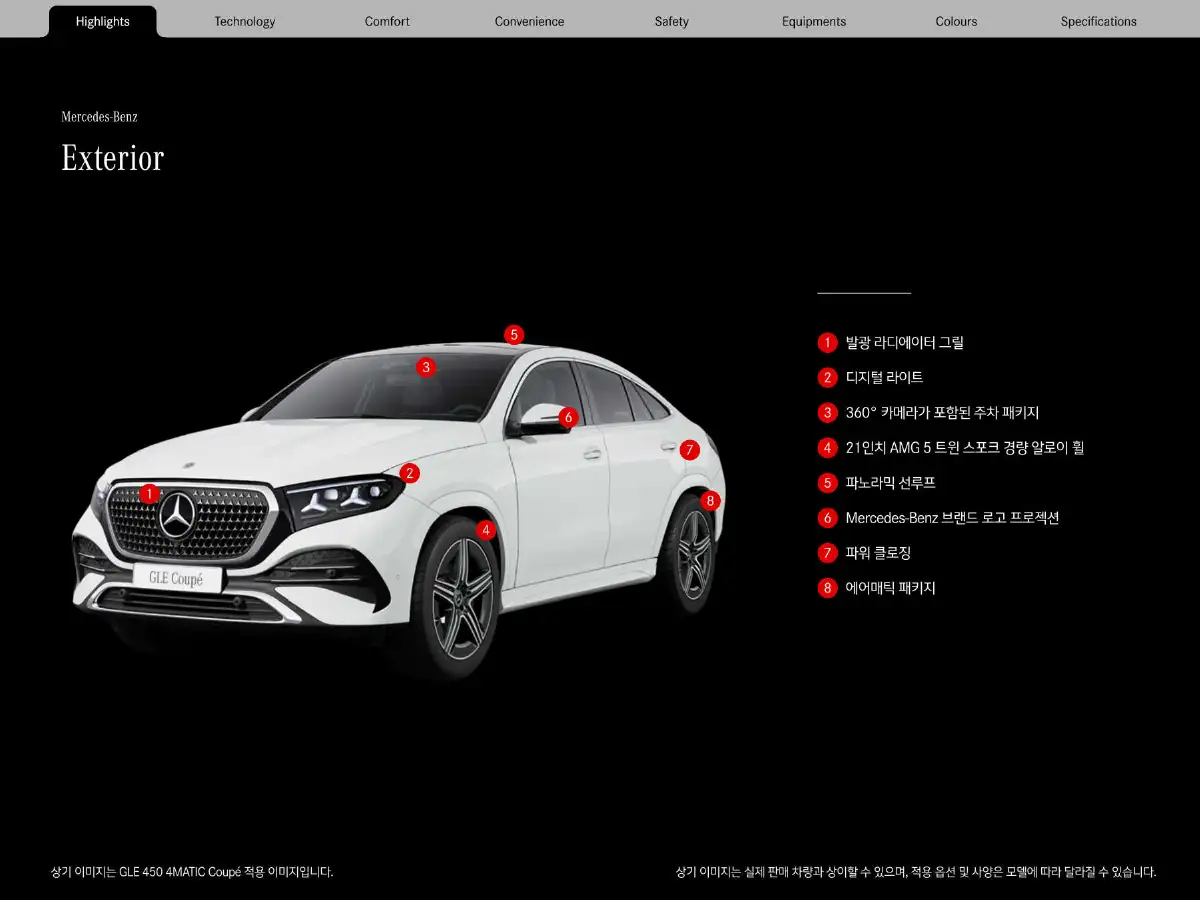 Highlights
Technology
Comfort
Convenience
Safety
Equipments
Colours
Specifications
Mercedes-Benz
Exterior
5
3
6
7
2
1
8
4
GLE Coupé
1 발광 라디에이터 그릴
2 디지털 라이트
3 360° 카메라가 포함된 주차 패키지
4 21인치 AMG 5 트윈 스포크 경량 알로이 휠
5 파노라믹 선루프
6 Mercedes-Benz 브랜드 로고 프로젝션
7 파워 클로징
8 에어매틱 패키지
상기 이미지는 GLE 450 4MATIC Coupé 적용 이미지입니다.
상기 이미지는 실제 판매 차량과 상이할 수 있으며, 적용 옵션 및 사양은 모델에 따라 달라질 수 있습니다.